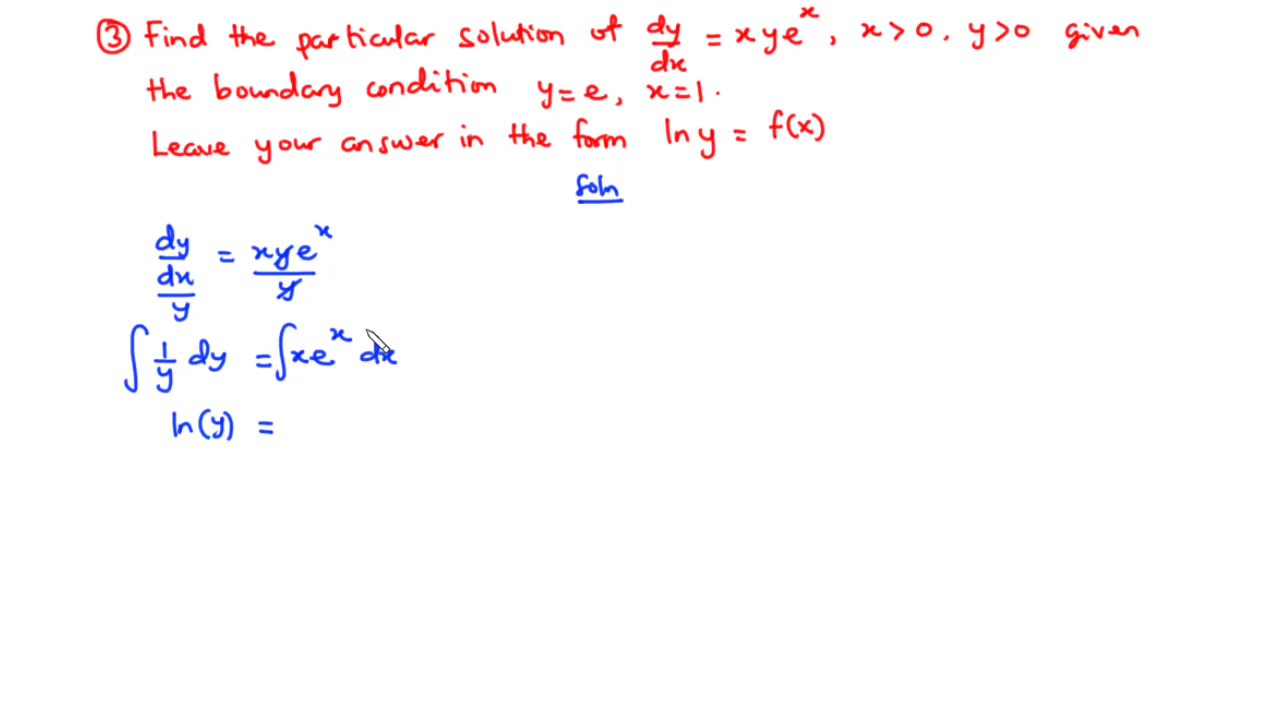 ③ Find the particular solution of dy/dx = xye^x, x>0, y>0 given
the boundary condition y=e, x=1.
Leave your answer in the form ln y = f(x)
Soln
dy/dx/y = xye^x/y
∫ 1/y dy = ∫xe^x dx
ln(y) =